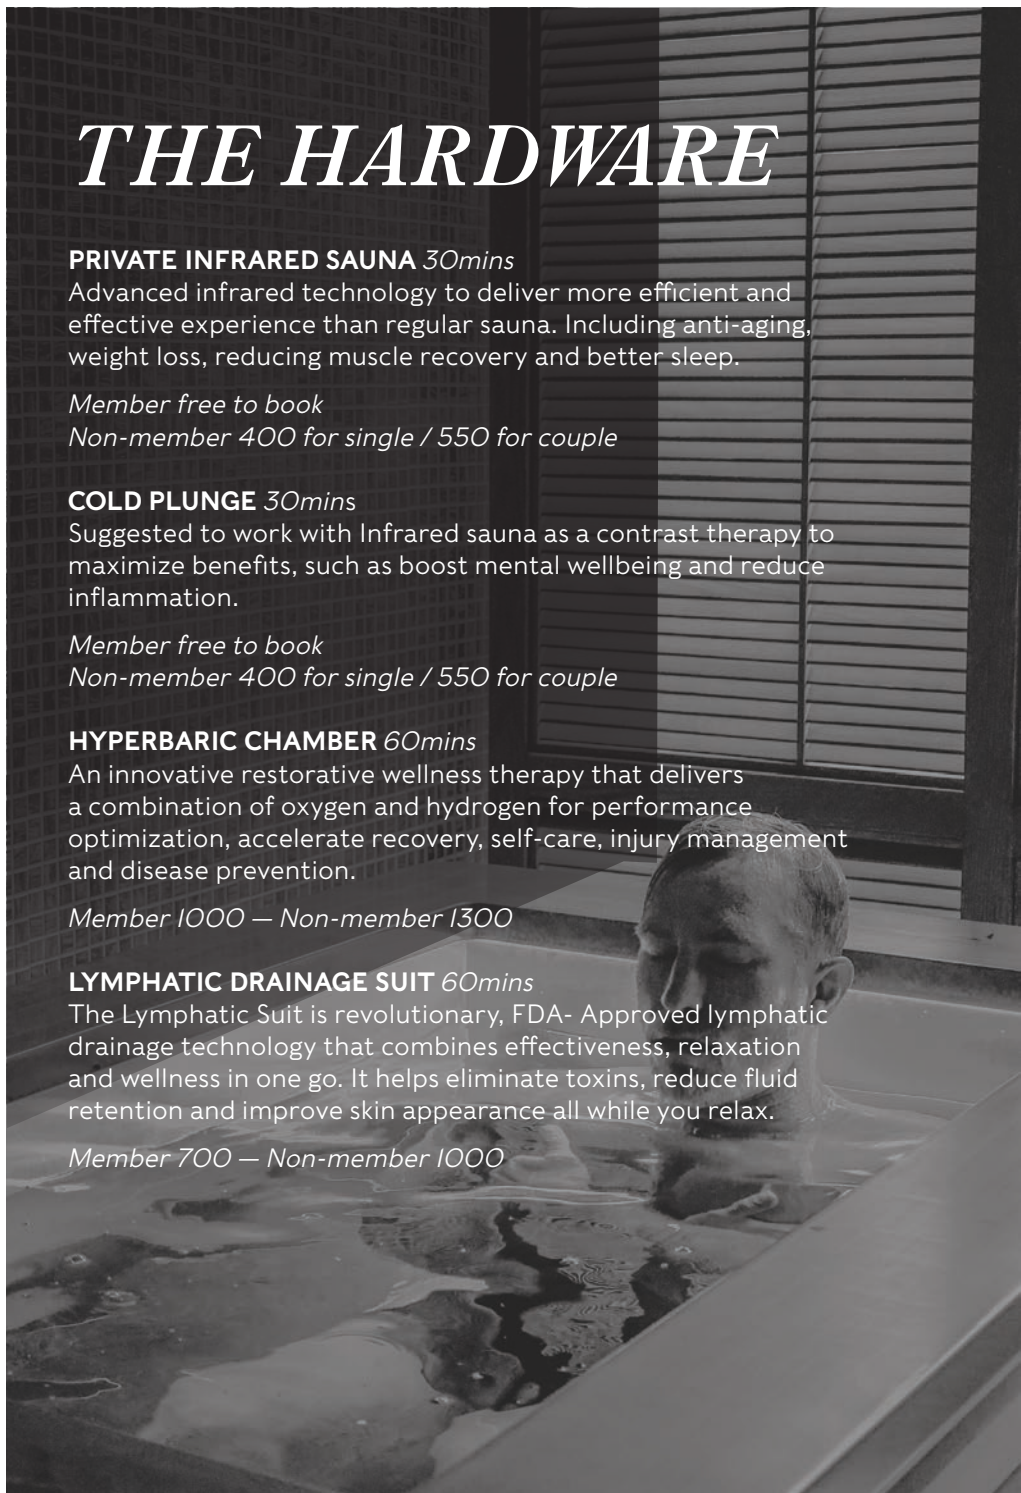 THE HARDWARE
PRIVATE INFRARED SAUNA 30mins
Advanced infrared technology to deliver more efficient and
effective experience than regular sauna. Including anti-aging,
weight loss, reducing muscle recovery and better sleep.
Member free to book
Non-member 400 for single / 550 for couple
COLD PLUNGE 30mins
Suggested to work with Infrared sauna as a contrast therapy to
maximize benefits, such as boost mental wellbeing and reduce
inflammation.
Member free to book
Non-member 400 for single / 550 for couple
HYPERBARIC CHAMBER 60mins
An innovative restorative wellness therapy that delivers
a combination of oxygen and hydrogen for performance
optimization, accelerate recovery, self-care, injury management
and disease prevention.
Member 1000 — Non-member 1300
LYMPHATIC DRAINAGE SUIT 60mins
The Lymphatic Suit is revolutionary, FDA- Approved lymphatic
drainage technology that combines effectiveness, relaxation
and wellness in one go. It helps eliminate toxins, reduce fluid
retention and improve skin appearance all while you relax.
Member 700 — Non-member 1000